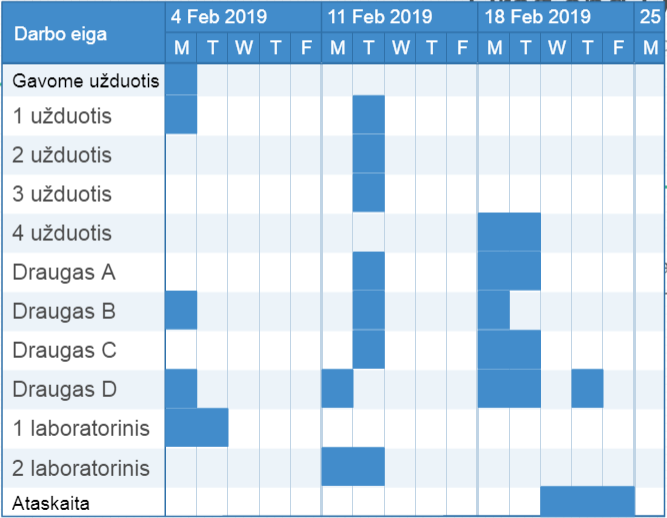 Darbo eiga
4 Feb 2019 11 Feb 2019 18 Feb 2019 25
M T W T F M T W T F M T W T F M
Gavome užduotis
1 užduotis
2 užduotis
3 užduotis
4 užduotis
Draugas A
Draugas B
Draugas C
Draugas D
1 laboratorinis
2 laboratorinis
Ataskaita